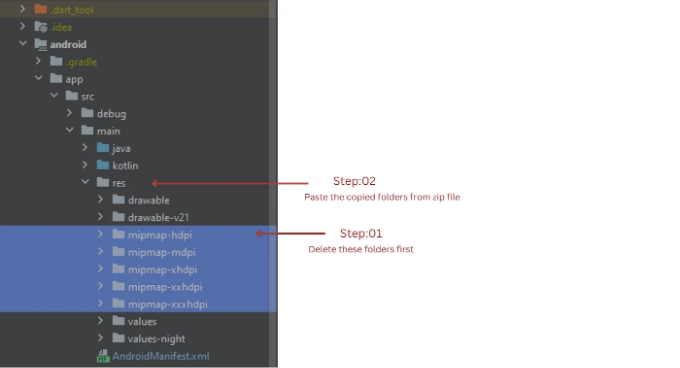 .dart_tool
.idea
android
.gradle
app
src
debug
main
java
kotlin
res
Step:02
Paste the copied folders from zip file
drawable
drawable-v21
mipmap-hdpi
Step:01
Delete these folders first
mipmap-mdpi
mipmap-xhdpi
mipmap-xxhdpi
mipmap-xxxhdpi
values
values-night
AndroidManifest.xml